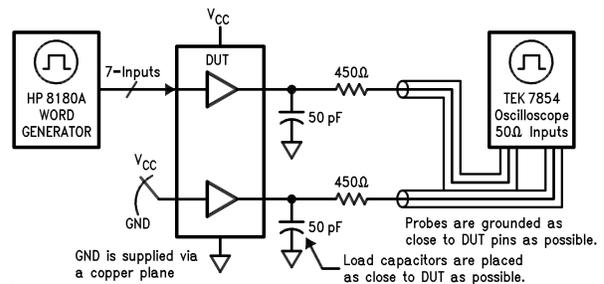 VCC
DUT
HP 8180A
WORD
GENERATOR
7-Inputs
450Ω
50 pF
TEK 7854
Oscilloscope
50Ω Inputs
VCC
GND
450Ω
50 pF
Probes are grounded as
close to DUT pins as possible.
GND is supplied via
a copper plane
Load capacitors are placed
as close to DUT as possible.